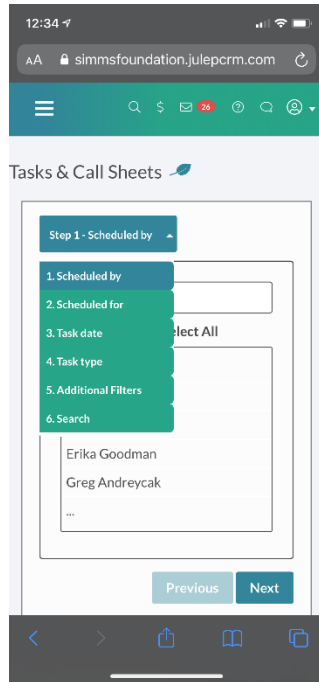 12:34
AA simmsfoundation.julepcrm.com
$ 26 ?
Tasks & Call Sheets
Step 1 - Scheduled by
1. Scheduled by
2. Scheduled for
3. Task date
elect All
4. Task type
5. Additional Filters
6. Search
Erika Goodman
Greg Andreycak
...
Previous Next